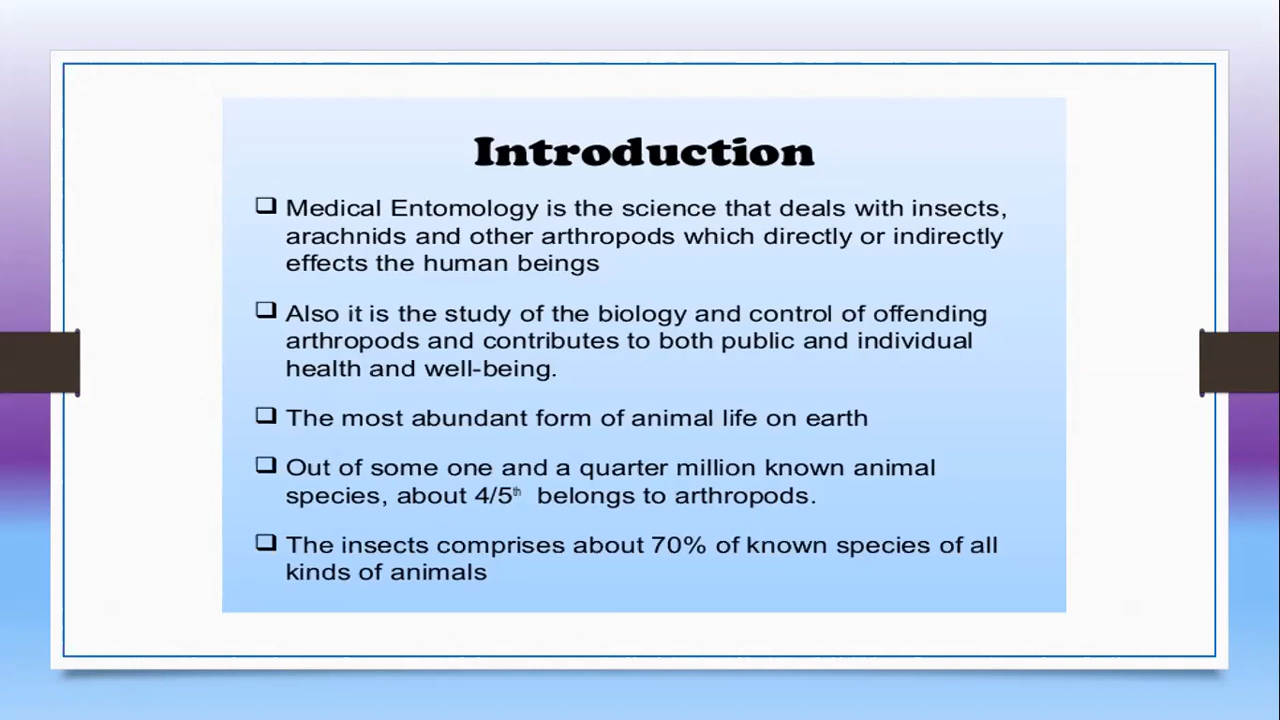 Introduction
❑ Medical Entomology is the science that deals with insects,
arachnids and other arthropods which directly or indirectly
effects the human beings
❑ Also it is the study of the biology and control of offending
arthropods and contributes to both public and individual
health and well-being.
❑ The most abundant form of animal life on earth
❑ Out of some one and a quarter million known animal
species, about 4/5th belongs to arthropods.
❑ The insects comprises about 70% of known species of all
kinds of animals